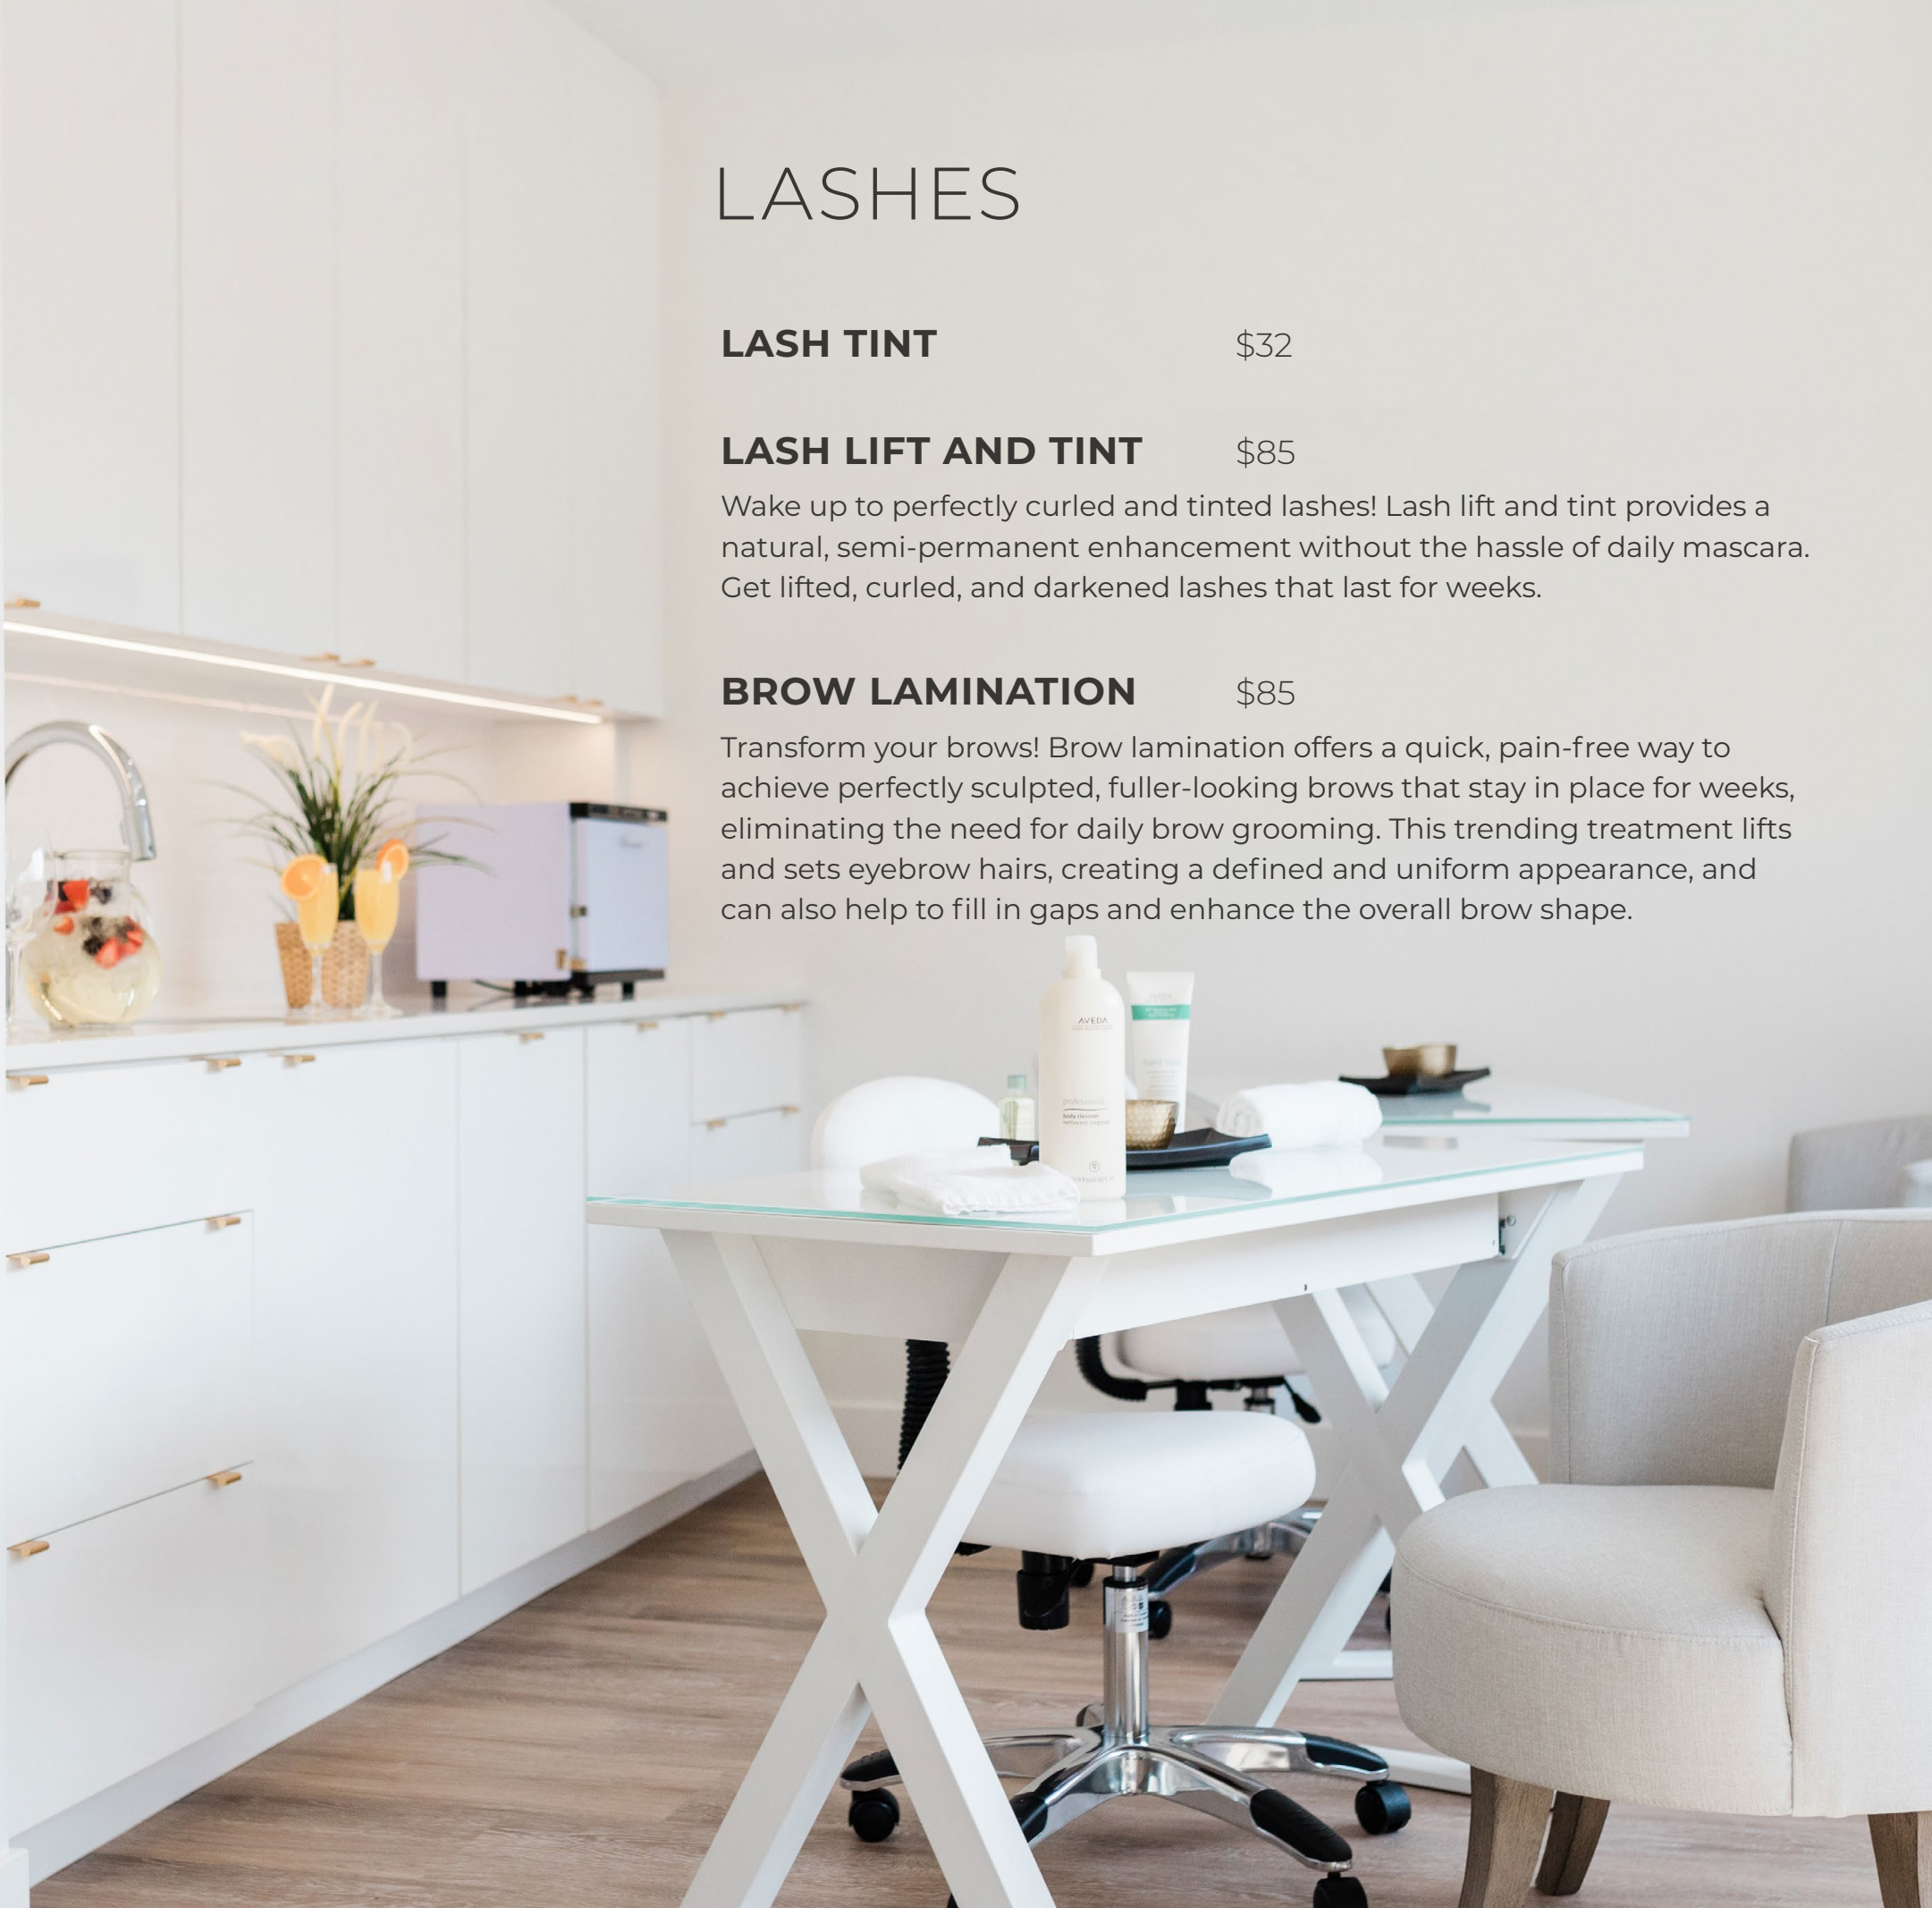 LASHES
LASH TINT $32
LASH LIFT AND TINT $85
Wake up to perfectly curled and tinted lashes! Lash lift and tint provides a
natural, semi-permanent enhancement without the hassle of daily mascara.
Get lifted, curled, and darkened lashes that last for weeks.
BROW LAMINATION $85
Transform your brows! Brow lamination offers a quick, pain-free way to
achieve perfectly sculpted, fuller-looking brows that stay in place for weeks,
eliminating the need for daily brow grooming. This trending treatment lifts
and sets eyebrow hairs, creating a defined and uniform appearance, and
can also help to fill in gaps and enhance the overall brow shape.
AVEDA
professional
body cleanser
AVEDA